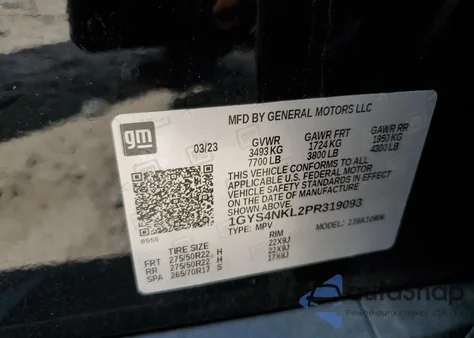 MFD BY GENERAL MOTORS LLC
gm
03/23 GVWR GAWR FRT GAWR RR
3493 KG 1724 KG 1950 KG
7700 LB 3800 LB 4300 LB
THIS VEHICLE CONFORMS TO ALL
APPLICABLE U.S. FEDERAL MOTOR
VEHICLE SAFETY STANDARDS
IN EFFECT ON THE
DATE OF MANUFACTURE
SHOWN ABOVE.
1GYS4NKL2PR319093
TYPE: MPV
TIRE SIZE RIM
FRT 275/50R22 H 22X9J
RR 275/50R22 H 22X9J
SPA 265/70R17 S 17X8J
autoSnap